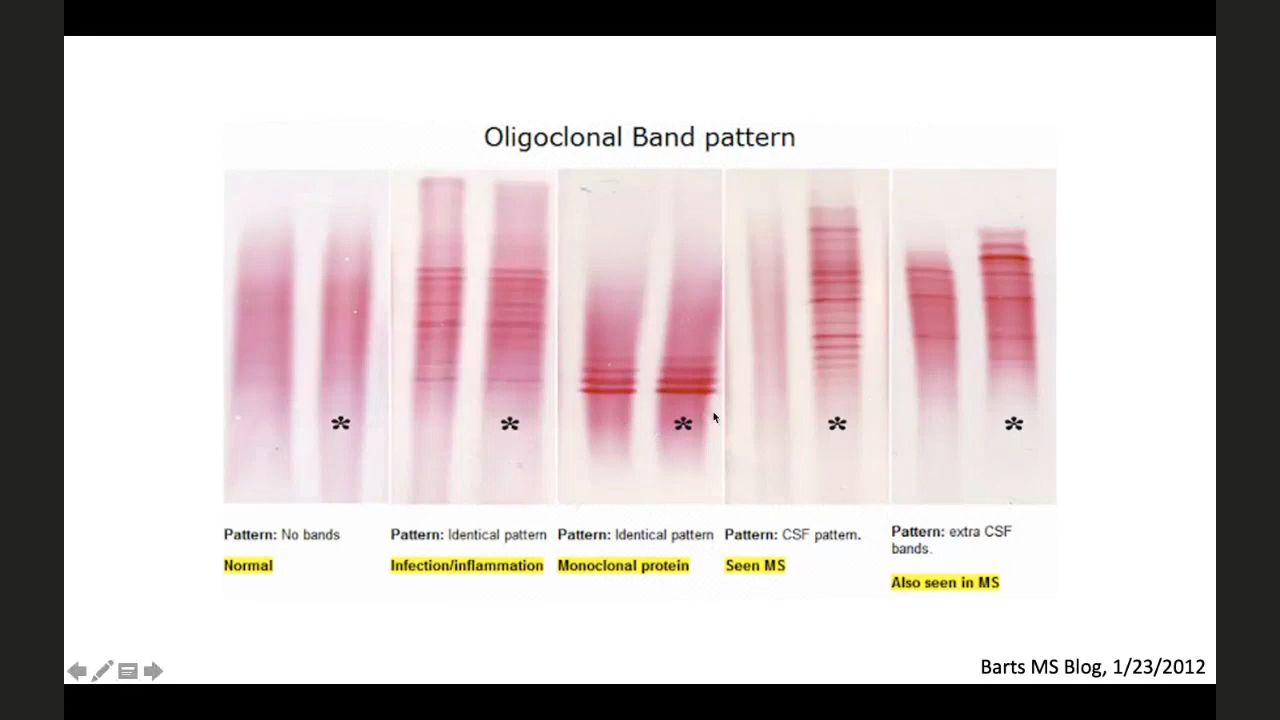 Oligoclonal Band pattern
* * * * *
Pattern: No bands
Normal
Pattern: Identical pattern
Infection/inflammation
Pattern: Identical pattern
Monoclonal protein
Pattern: CSF pattern.
Seen MS
Pattern: extra CSF
bands.
Also seen in MS
Barts MS Blog, 1/23/2012